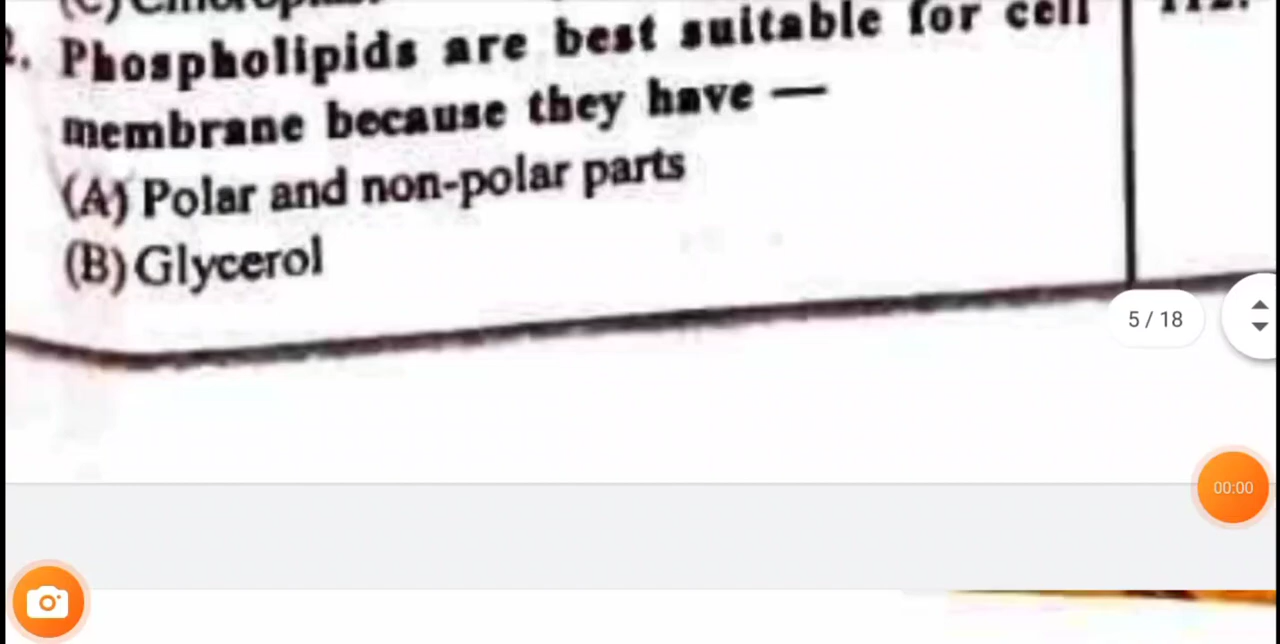 2. Phospholipids are best suitable for cell
membrane because they have —
(A) Polar and non-polar parts
(B) Glycerol
5 / 18
00:00